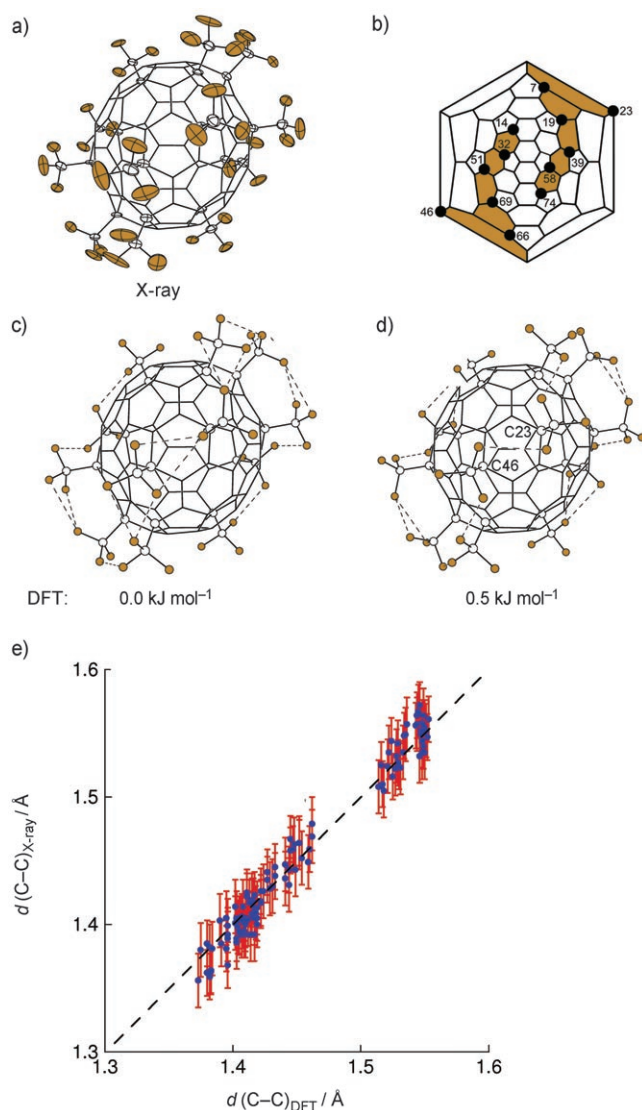 a)
X-ray
b)
7
23
14
19
32
51
39
58
69
74
46
66
c)
d)
C23
C46
DFT: 0.0 kJ mol⁻¹
0.5 kJ mol⁻¹
e)
1.6
1.5
1.4
1.3
d (C–C)X-ray / Å
1.3 1.4 1.5 1.6
d (C–C)DFT / Å